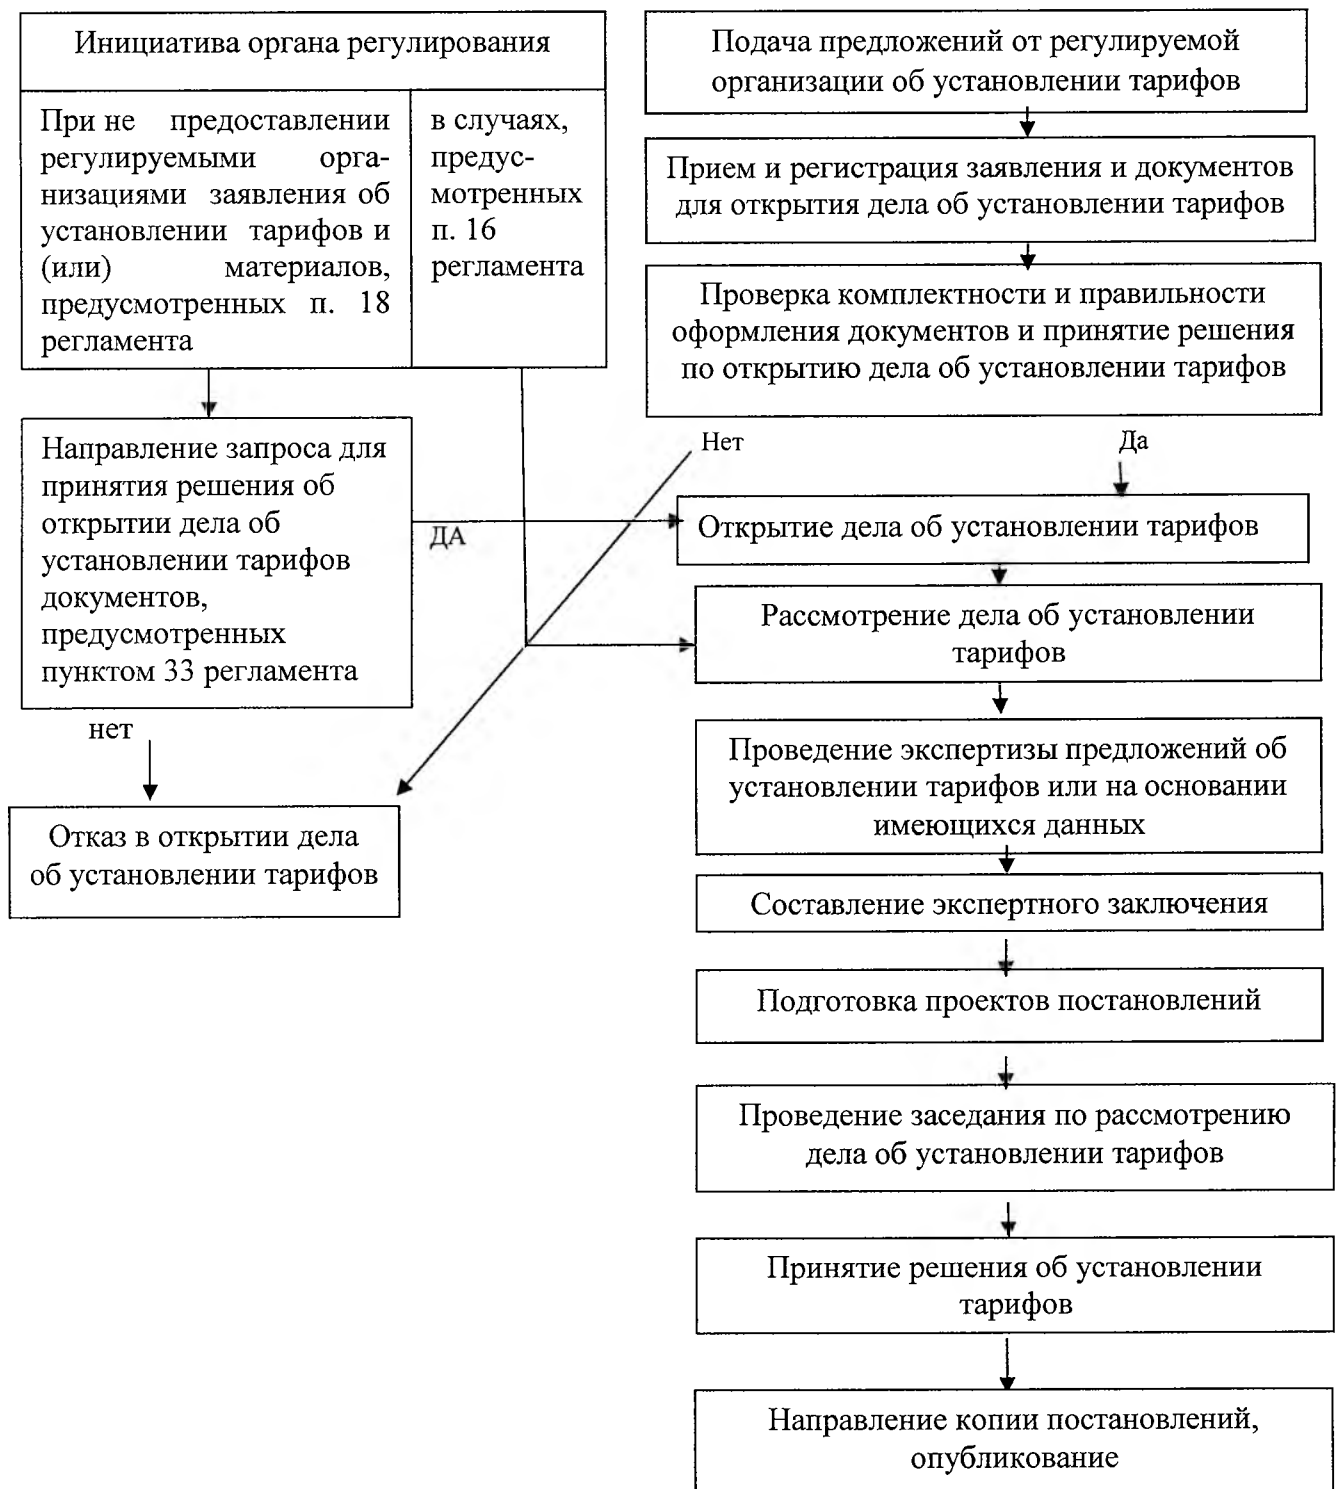 Инициатива органа регулирования
При не предоставлении
регулируемыми орга-
низациями заявления об
установлении тарифов и
(или) материалов,
предусмотренных п. 18
регламента
в случаях,
предус-
мотренных
п. 16
регламента
Направление запроса для
принятия решения об
открытии дела об
установлении тарифов
документов,
предусмотренных
пунктом 33 регламента
ДА
нет
Отказ в открытии дела
об установлении тарифов
Подача предложений от регулируемой
организации об установлении тарифов
Прием и регистрация заявления и документов
для открытия дела об установлении тарифов
Проверка комплектности и правильности
оформления документов и принятие решения
по открытию дела об установлении тарифов
Нет
Да
Открытие дела об установлении тарифов
Рассмотрение дела об установлении
тарифов
Проведение экспертизы предложений об
установлении тарифов или на основании
имеющихся данных
Составление экспертного заключения
Подготовка проектов постановлений
Проведение заседания по рассмотрению
дела об установлении тарифов
Принятие решения об установлении
тарифов
Направление копии постановлений,
опубликование